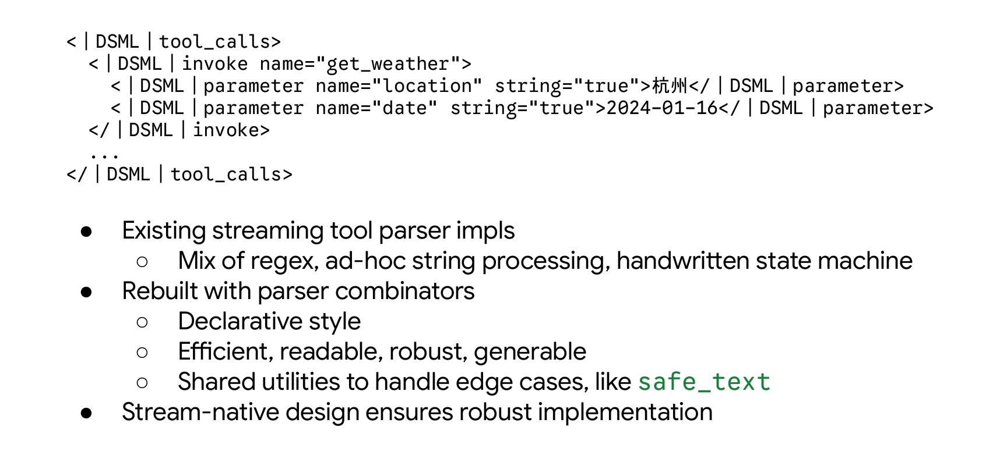 <｜DSML｜tool_calls>
<｜DSML｜invoke name="get_weather">
<｜DSML｜parameter name="location" string="true">杭州</｜DSML｜parameter>
<｜DSML｜parameter name="date" string="true">2024-01-16</｜DSML｜parameter>
</｜DSML｜invoke>
...
</｜DSML｜tool_calls>
● Existing streaming tool parser impls
○ Mix of regex, ad-hoc string processing, handwritten state machine
● Rebuilt with parser combinators
○ Declarative style
○ Efficient, readable, robust, generable
○ Shared utilities to handle edge cases, like safe_text
● Stream-native design ensures robust implementation